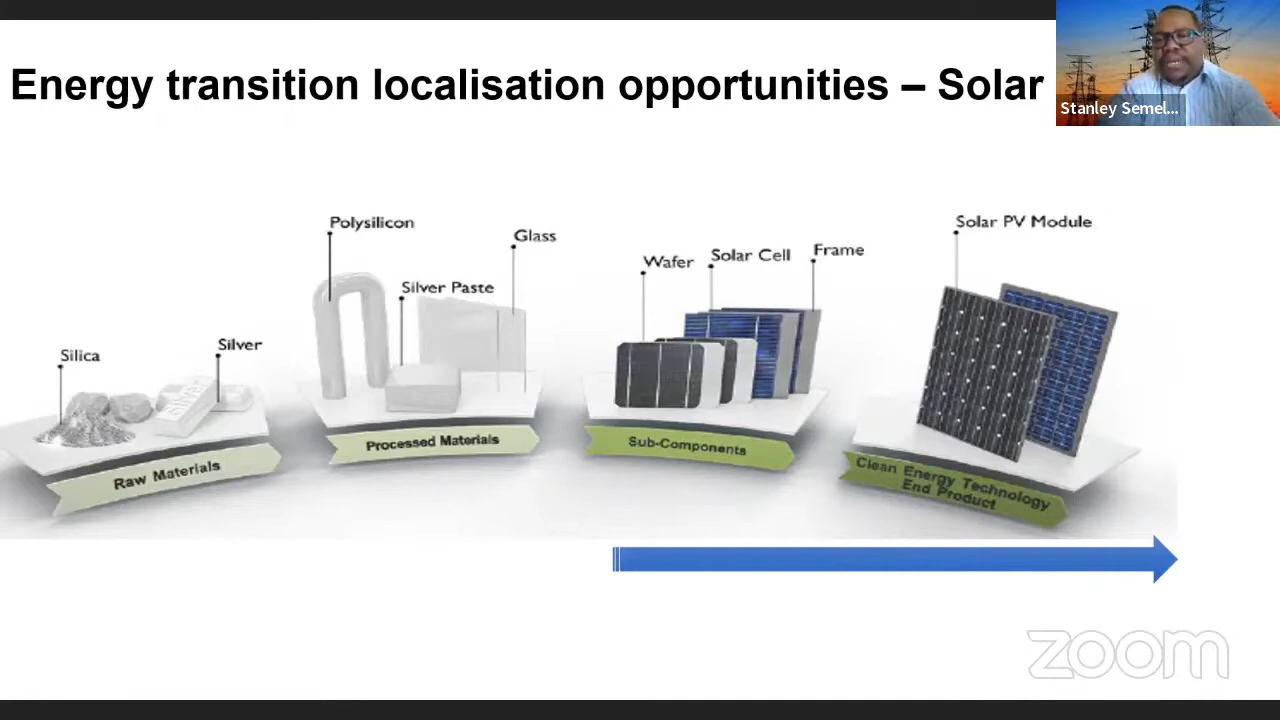 Energy transition localisation opportunities – Solar
Stanley Semel...
Polysilicon
Solar PV Module
Glass
Wafer
Solar Cell
Frame
Silver Paste
Silica
Silver
SILVER
Raw Materials
Processed Materials
Sub-Components
Clean Energy Technology
End Product
zoom